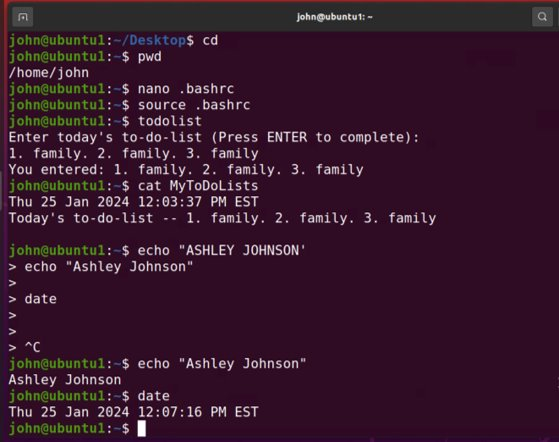 john@ubuntu1: ~
john@ubuntu1:~/Desktop$ cd
john@ubuntu1:~$ pwd
/home/john
john@ubuntu1:~$ nano .bashrc
john@ubuntu1:~$ source .bashrc
john@ubuntu1:~$ todolist
Enter today's to-do-list (Press ENTER to complete):
1. family. 2. family. 3. family
You entered: 1. family. 2. family. 3. family
john@ubuntu1:~$ cat MyToDoLists
Thu 25 Jan 2024 12:03:37 PM EST
Today's to-do-list -- 1. family. 2. family. 3. family
john@ubuntu1:~$ echo "ASHLEY JOHNSON'
> echo "Ashley Johnson"
>
> date
>
>
> ^C
john@ubuntu1:~$ echo "Ashley Johnson"
Ashley Johnson
john@ubuntu1:~$ date
Thu 25 Jan 2024 12:07:16 PM EST
john@ubuntu1:~$